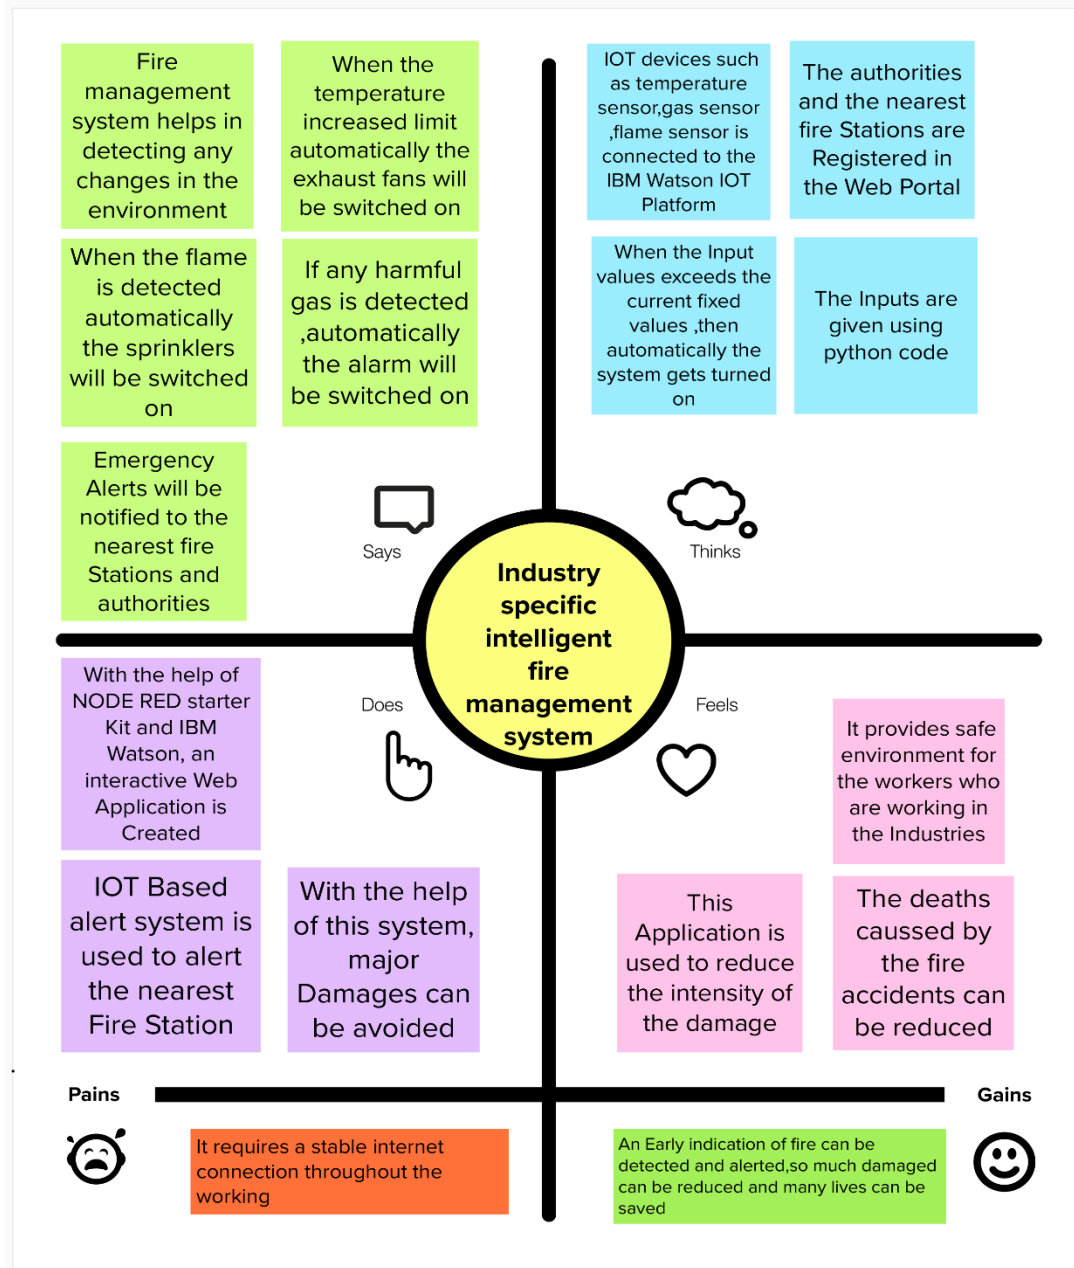 Fire
management
system helps in
detecting any
changes in the
environment
When the
temperature
increased limit
automatically the
exhaust fans will
be switched on
When the flame
is detected
automatically
the sprinklers
will be switched
on
If any harmful
gas is detected
,automatically
the alarm will
be switched on
Emergency
Alerts will be
notified to the
nearest fire
Stations and
authorities
Says
IOT devices such
as temperature
sensor,gas sensor
,flame sensor is
connected to the
IBM Watson IOT
Platform
The authorities
and the nearest
fire Stations are
Registered in
the Web Portal
When the Input
values exceeds the
current fixed
values ,then
automatically the
system gets turned
on
The Inputs are
given using
python code
Thinks
Industry
specific
intelligent
fire
management
system
With the help of
NODE RED starter
Kit and IBM
Watson, an
interactive Web
Application is
Created
Does
IOT Based
alert system is
used to alert
the nearest
Fire Station
With the help
of this system,
major
Damages can
be avoided
Feels
It provides safe
environment for
the workers who
are working in
the Industries
This
Application is
used to reduce
the intensity of
the damage
The deaths
caussed by
the fire
accidents can
be reduced
Pains
It requires a stable internet
connection throughout the
working
Gains
An Early indication of fire can be
detected and alerted,so much damaged
can be reduced and many lives can be
saved